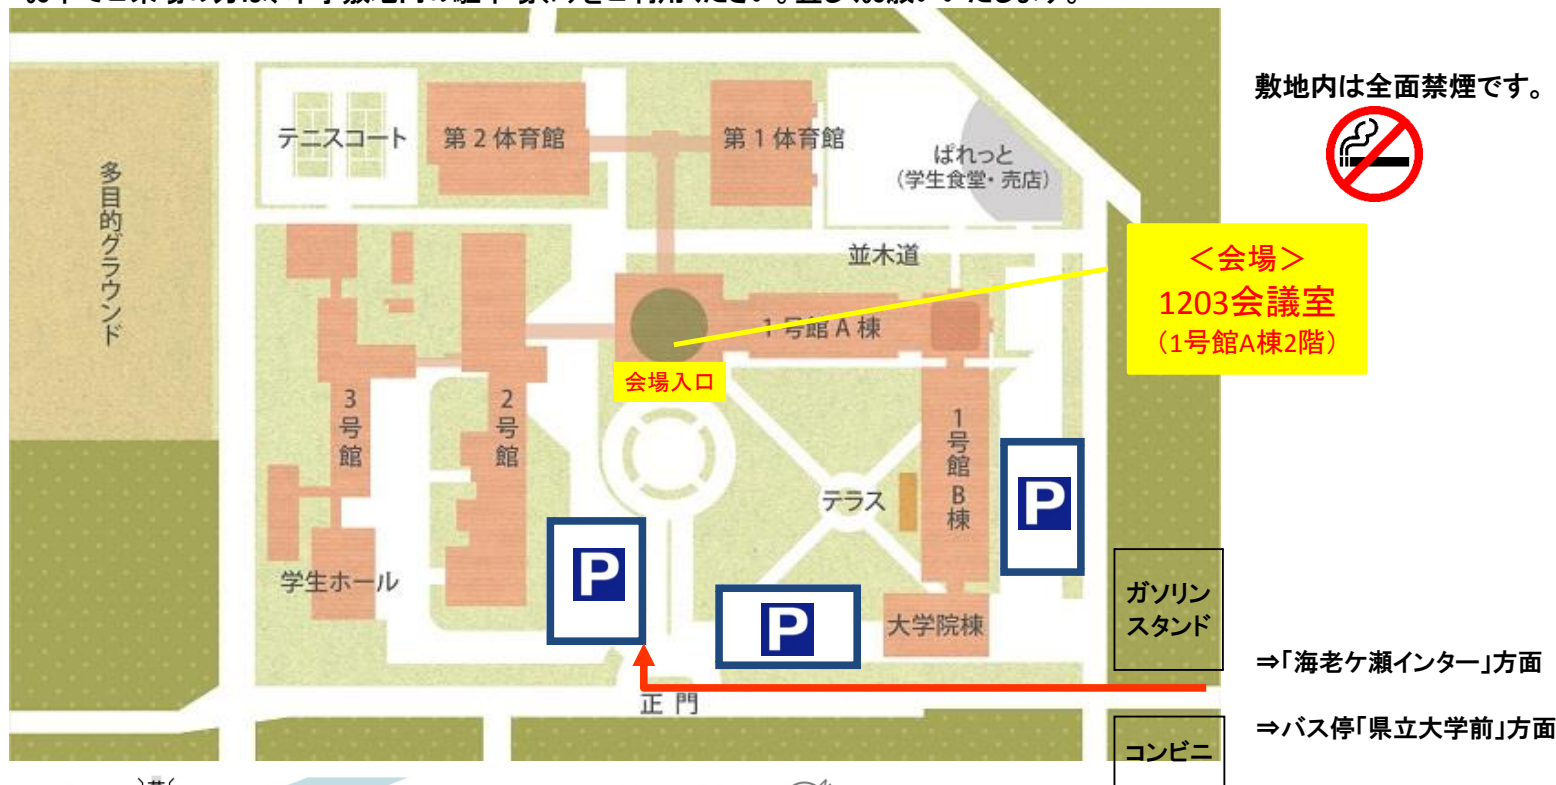 敷地内は全面禁煙です。
テニスコート
第2体育館
第1体育館
ぱれっと
(学生食堂・売店)
多目的グラウンド
並木道
＜会場＞
1203会議室
（1号館A棟2階）
1号館A棟
会場入口
3号館
2号館
1号館B棟
テラス
P
P
P
学生ホール
大学院棟
ガソリン
スタンド
⇒「海老ケ瀬インター」方面
正門
⇒バス停「県立大学前」方面
コンビニ